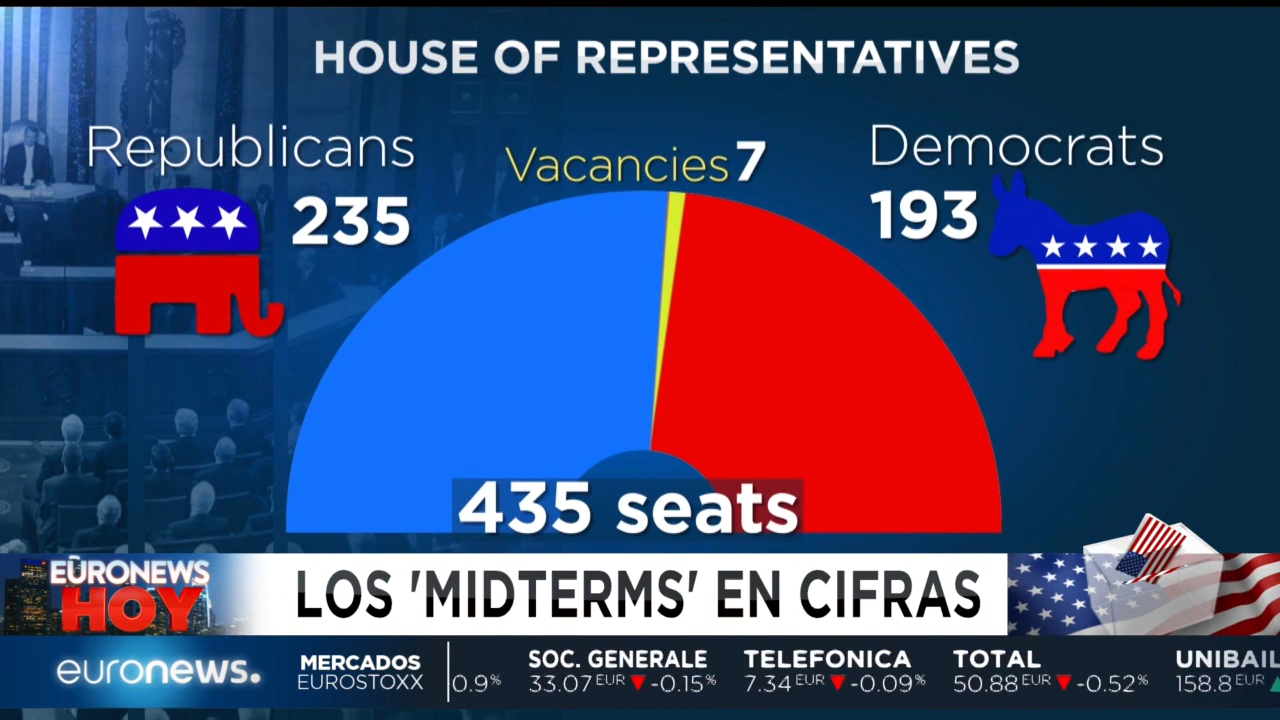 HOUSE OF REPRESENTATIVES
Republicans
235
Vacancies 7
Democrats
193
435 seats
EURONEWS
HOY
LOS 'MIDTERMS' EN CIFRAS
euronews.
MERCADOS
EUROSTOXX
0.9%
SOC. GENERALE
33.07 EUR ▼ -0.15%
TELEFONICA
7.34 EUR ▼ -0.09%
TOTAL
50.88 EUR ▼ -0.52%
UNIBAIL
158.8 EUR